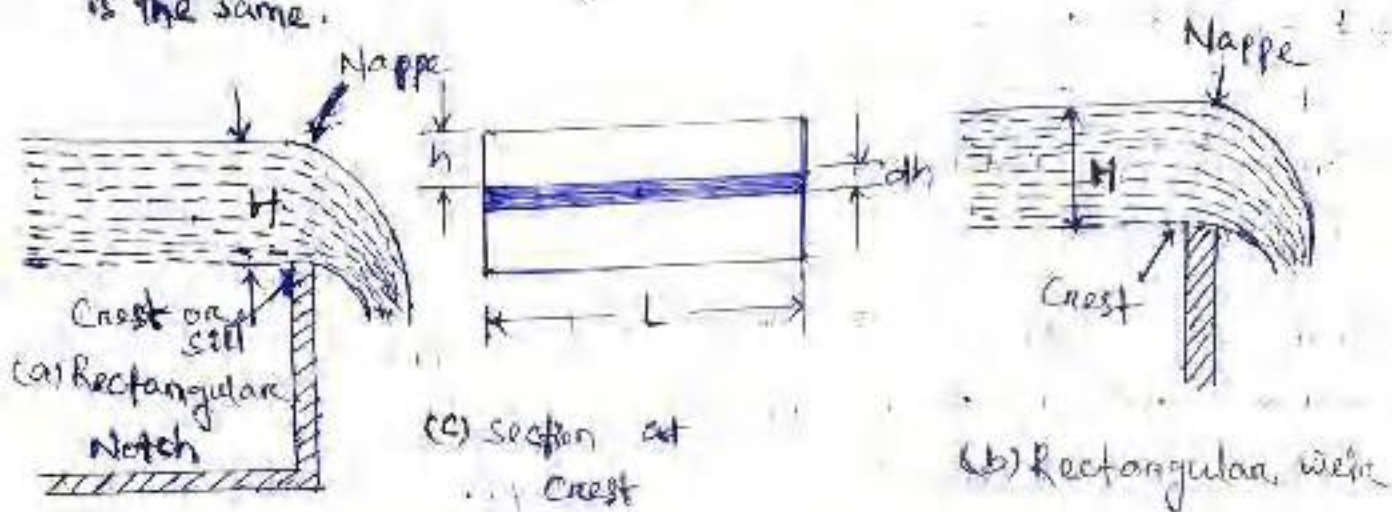 is the same.
Nappe
H
Crest or
sill
(a) Rectangular
Notch
h
dh
L
(c) section at
Crest
Nappe
H
Crest
(b) Rectangular weir